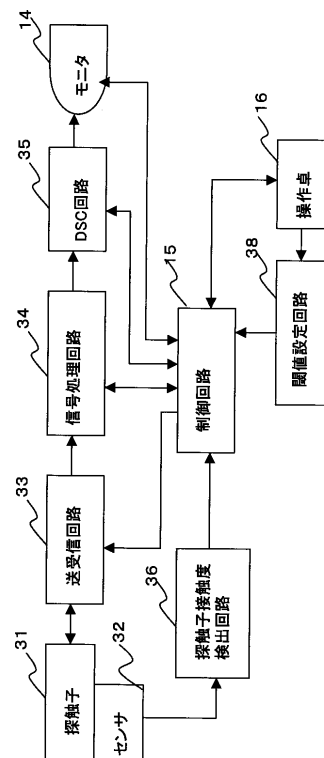 31
探触子
32
センサ
33
送受信回路
34
信号処理回路
35
DSC回路
14
モニタ
36
探触子接触度
検出回路
15
制御回路
38
閾値設定回路
16
操作卓